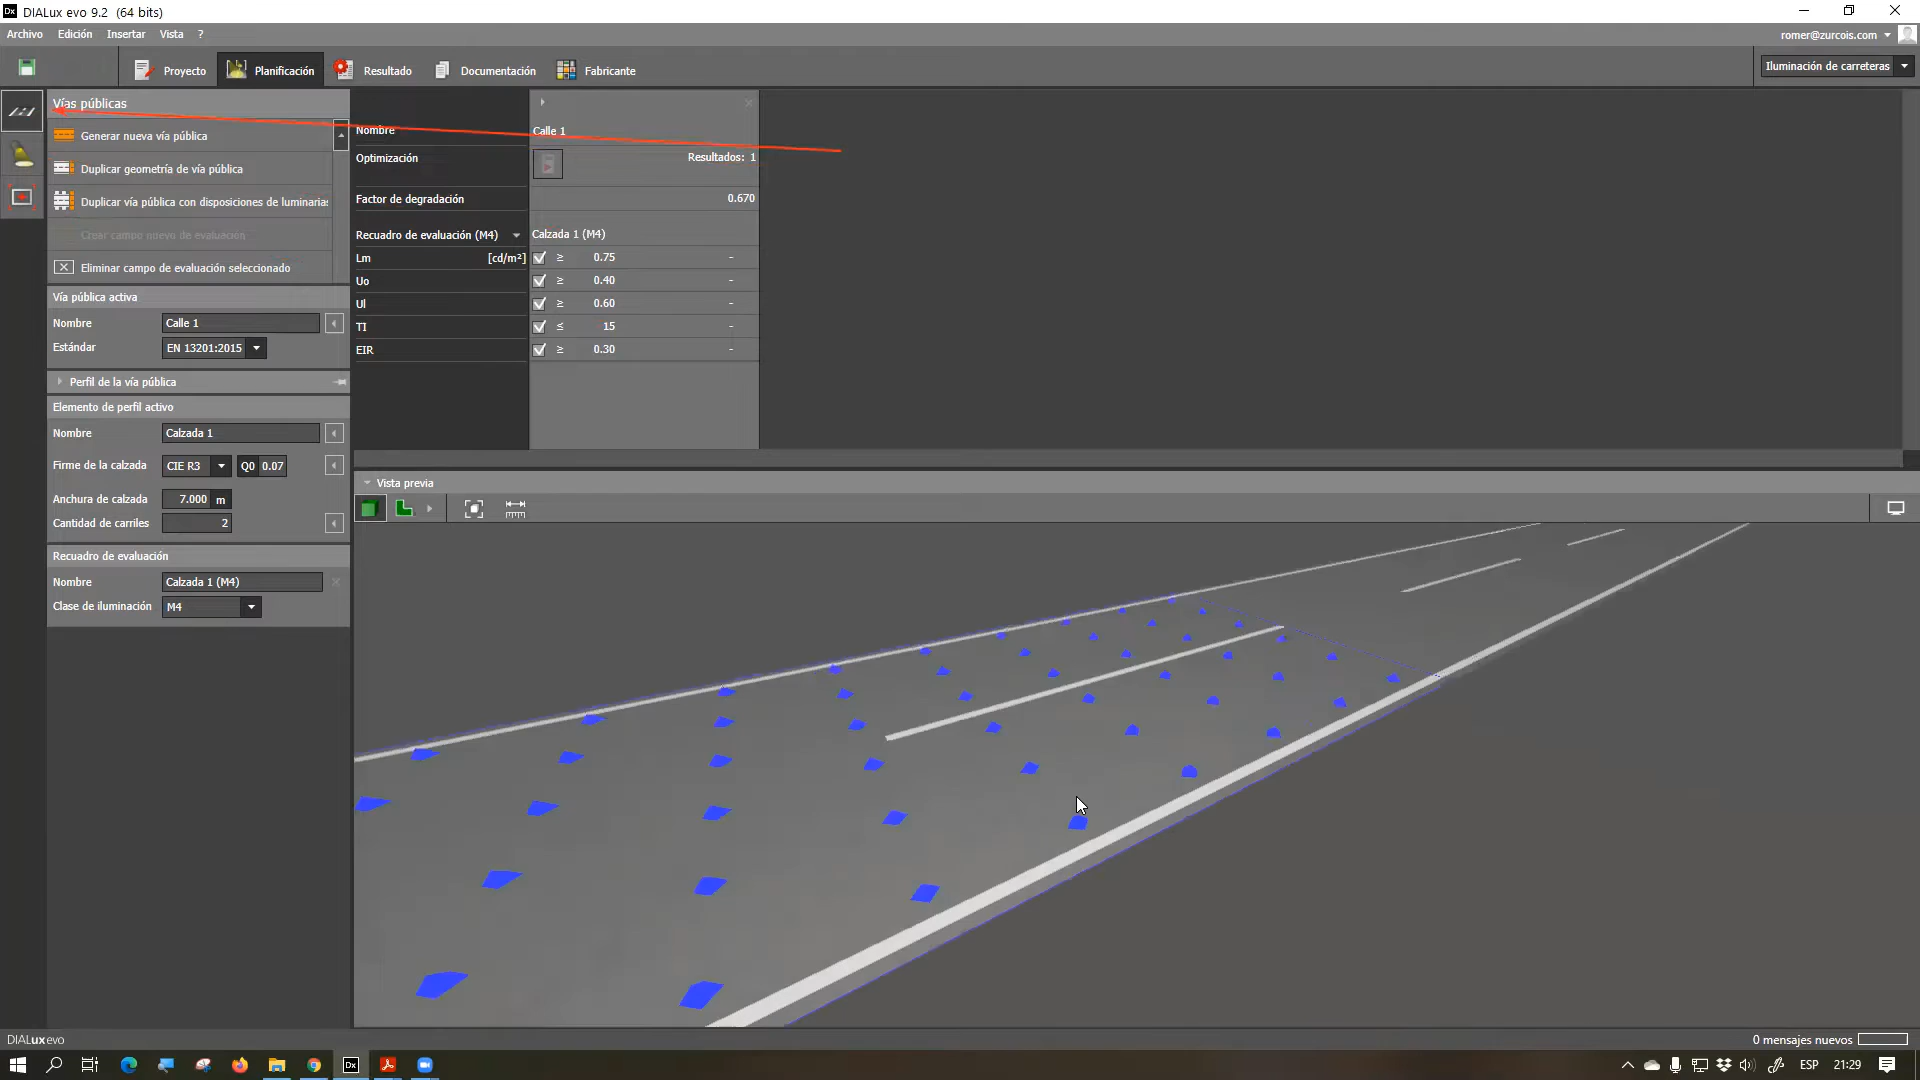 DIALux evo 9.2 (64 bits)
Archivo Edición Insertar Vista ?
romer@zurcois.com
Proyecto Planificación Resultado Documentación Fabricante
Iluminación de carreteras
Vías públicas
Generar nueva vía pública
Duplicar geometría de vía pública
Duplicar vía pública con disposiciones de luminarias
Crear campo nuevo de evaluación
Eliminar campo de evaluación seleccionado
Vía pública activa
Nombre Calle 1
Estándar EN 13201:2015
Perfil de la vía pública
Elemento de perfil activo
Nombre Calzada 1
Firme de la calzada CIE R3 Q0 0.07
Anchura de calzada 7.000 m
Cantidad de carriles 2
Recuadro de evaluación
Nombre Calzada 1 (M4)
Clase de iluminación M4
Nombre Calle 1
Optimización Resultados: 1
Factor de degradación 0.670
Recuadro de evaluación (M4) Calzada 1 (M4)
Lm [cd/m²] ≥ 0.75 -
Uo ≥ 0.40 -
Ul ≥ 0.60 -
TI ≤ 15 -
EIR ≥ 0.30 -
Vista previa
DIALux evo
0 mensajes nuevos
Dx
ESP 21:29